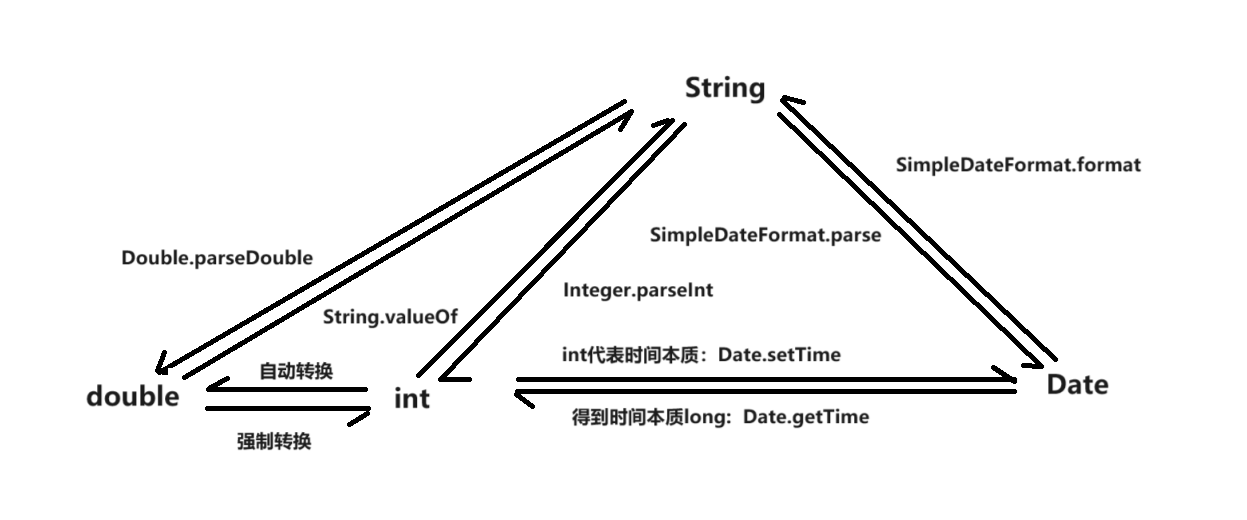 String
SimpleDateFormat.format
SimpleDateFormat.parse
Double.parseDouble
Integer.parseInt
String.valueOf
int代表时间本质：Date.setTime
自动转换
double
int
Date
得到时间本质long: Date.getTime
强制转换